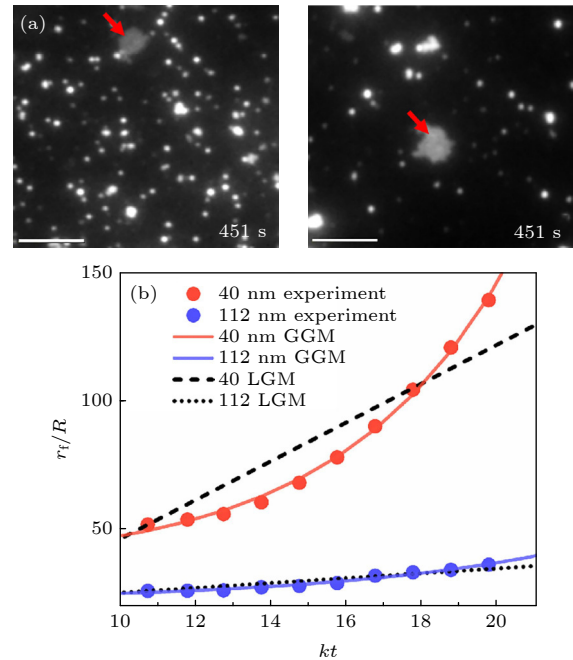 (a)
451 s
451 s
(b)
40 nm experiment
112 nm experiment
40 nm GGM
112 nm GGM
40 LGM
112 LGM
150
100
50
r_f/R
10 12 14 16 18 20
kt